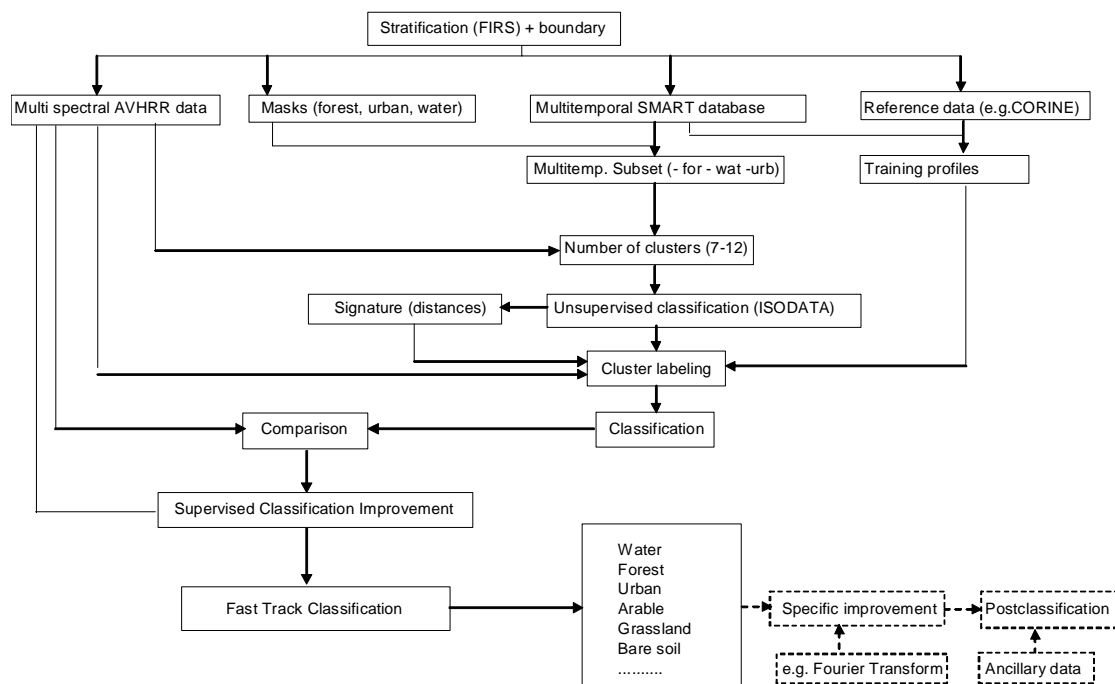 Stratification (FIRS) + boundary
Multi spectral AVHRR data
Masks (forest, urban, water)
Multitemporal SMART database
Reference data (e.g.CORINE)
Multitemp. Subset (- for - wat -urb)
Training profiles
Number of clusters (7-12)
Signature (distances)
Unsupervised classification (ISODATA)
Cluster labeling
Comparison
Classification
Supervised Classification Improvement
Fast Track Classification
Water
Forest
Urban
Arable
Grassland
Bare soil
..........
Specific improvement
Postclassification
e.g. Fourier Transform
Ancillary data